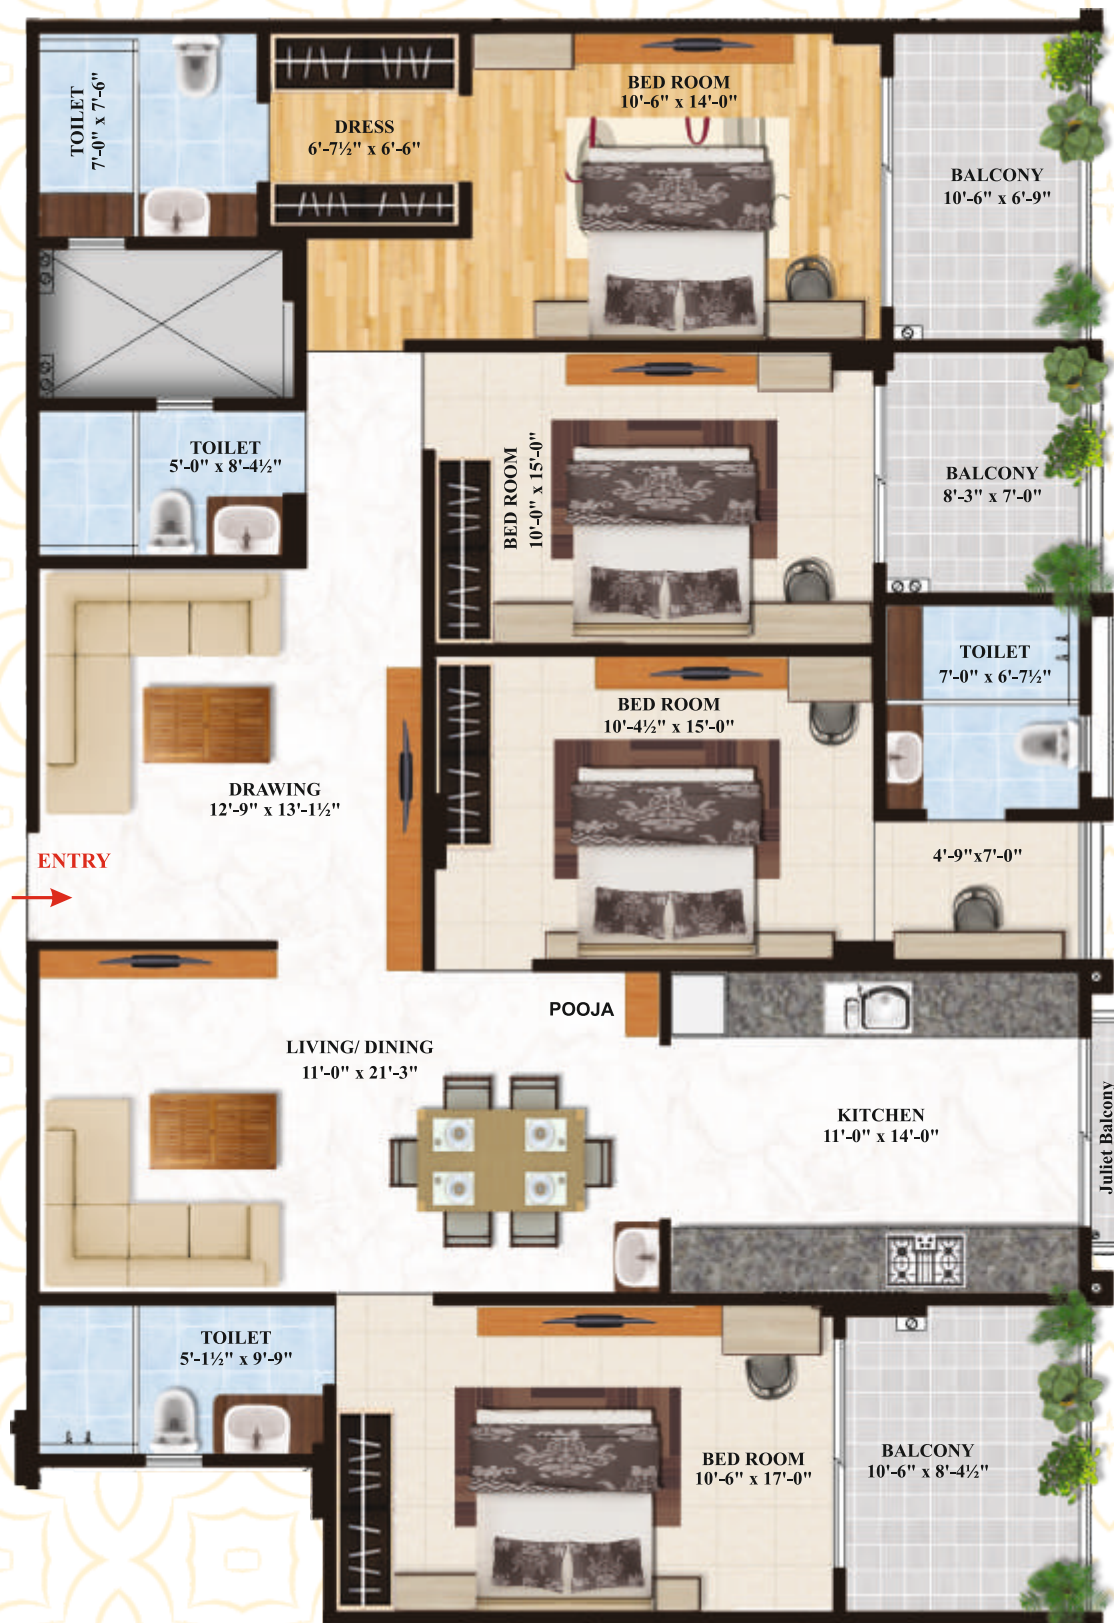 TOILET
7'-0" x 7'-6"
DRESS
6'-7½" x 6'-6"
BED ROOM
10'-6" x 14'-0"
BALCONY
10'-6" x 6'-9"
TOILET
5'-0" x 8'-4½"
BED ROOM
10'-0" x 15'-0"
BALCONY
8'-3" x 7'-0"
TOILET
7'-0" x 6'-7½"
BED ROOM
10'-4½" x 15'-0"
DRAWING
12'-9" x 13'-1½"
ENTRY
4'-9"x7'-0"
POOJA
LIVING/ DINING
11'-0" x 21'-3"
KITCHEN
11'-0" x 14'-0"
Juliet Balcony
TOILET
5'-1½" x 9'-9"
BED ROOM
10'-6" x 17'-0"
BALCONY
10'-6" x 8'-4½"